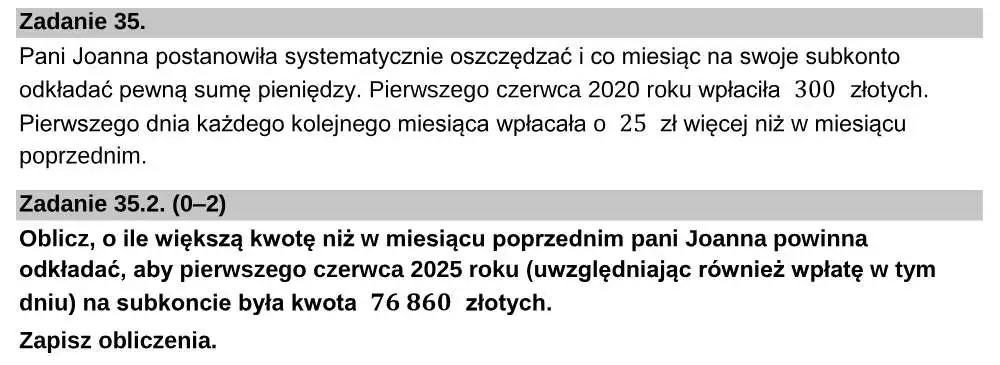 Zadanie 35.
Pani Joanna postanowiła systematycznie oszczędzać i co miesiąc na swoje subkonto
odkładać pewną sumę pieniędzy. Pierwszego czerwca 2020 roku wpłaciła 300 złotych.
Pierwszego dnia każdego kolejnego miesiąca wpłacała o 25 zł więcej niż w miesiącu
poprzednim.
Zadanie 35.2. (0–2)
Oblicz, o ile większą kwotę niż w miesiącu poprzednim pani Joanna powinna
odkładać, aby pierwszego czerwca 2025 roku (uwzględniając również wpłatę w tym
dniu) na subkoncie była kwota 76 860 złotych.
Zapisz obliczenia.